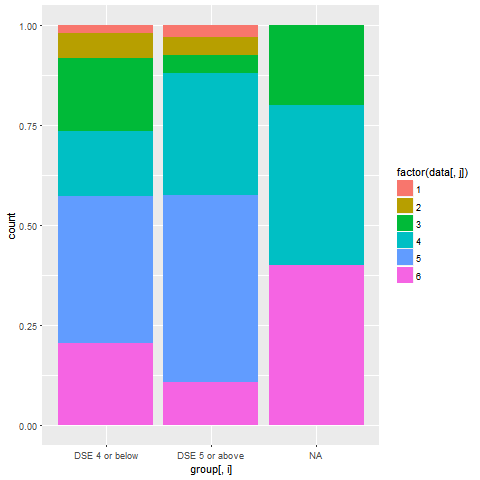 1.00
0.75
0.50
0.25
0.00
count
DSE 4 or below
DSE 5 or above
NA
group[, i]
factor(data[, j])
1
2
3
4
5
6